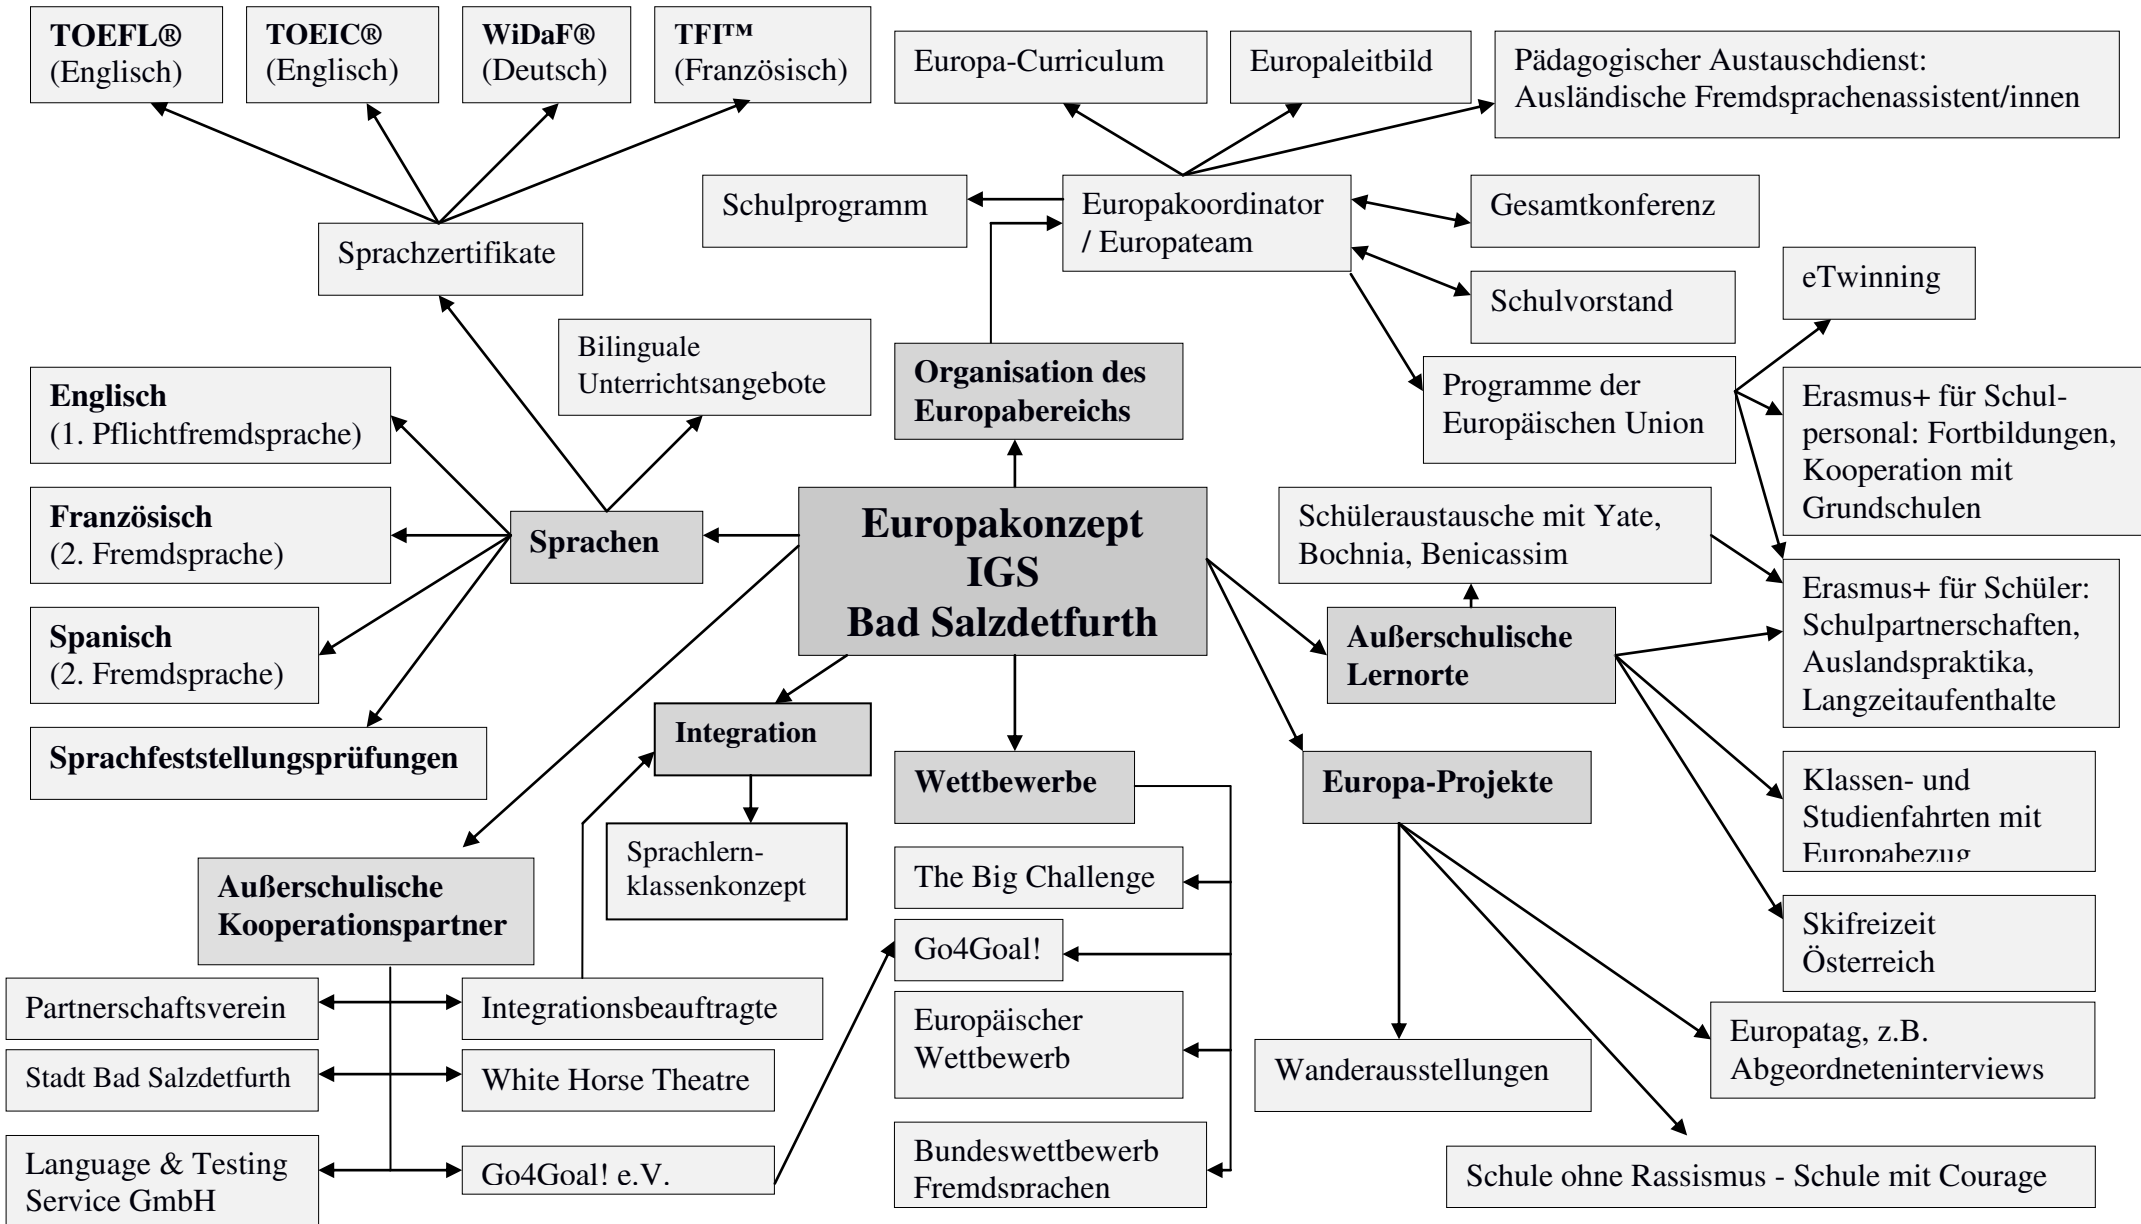 TOEFL®
(Englisch)
TOEIC®
(Englisch)
WiDaF®
(Deutsch)
TFI™
(Französisch)
Europa-Curriculum
Europaleitbild
Pädagogischer Austauschdienst:
Ausländische Fremdsprachenassistent/innen
Schulprogramm
Europakoordinator
/ Europateam
Gesamtkonferenz
Sprachzertifikate
eTwinning
Schulvorstand
Bilinguale
Unterrichtsangebote
Organisation des
Europabereichs
Programme der
Europäischen Union
Englisch
(1. Pflichtfremdsprache)
Erasmus+ für Schul-
personal: Fortbildungen,
Kooperation mit
Grundschulen
Französisch
(2. Fremdsprache)
Sprachen
Europakonzept
IGS
Bad Salzdetfurth
Schüleraustausche mit Yate,
Bochnia, Benicassim
Erasmus+ für Schüler:
Schulpartnerschaften,
Auslandspraktika,
Langzeitaufenthalte
Spanisch
(2. Fremdsprache)
Außerschulische
Lernorte
Integration
Sprachfeststellungsprüfungen
Wettbewerbe
Europa-Projekte
Klassen- und
Studienfahrten mit
Europabezug
Sprachlern-
klassenkonzept
Außerschulische
Kooperationspartner
The Big Challenge
Go4Goal!
Skifreizeit
Österreich
Partnerschaftsverein
Integrationsbeauftragte
Europäischer
Wettbewerb
Europatag, z.B.
Abgeordneteninterviews
Stadt Bad Salzdetfurth
White Horse Theatre
Wanderausstellungen
Language & Testing
Service GmbH
Go4Goal! e.V.
Bundeswettbewerb
Fremdsprachen
Schule ohne Rassismus - Schule mit Courage